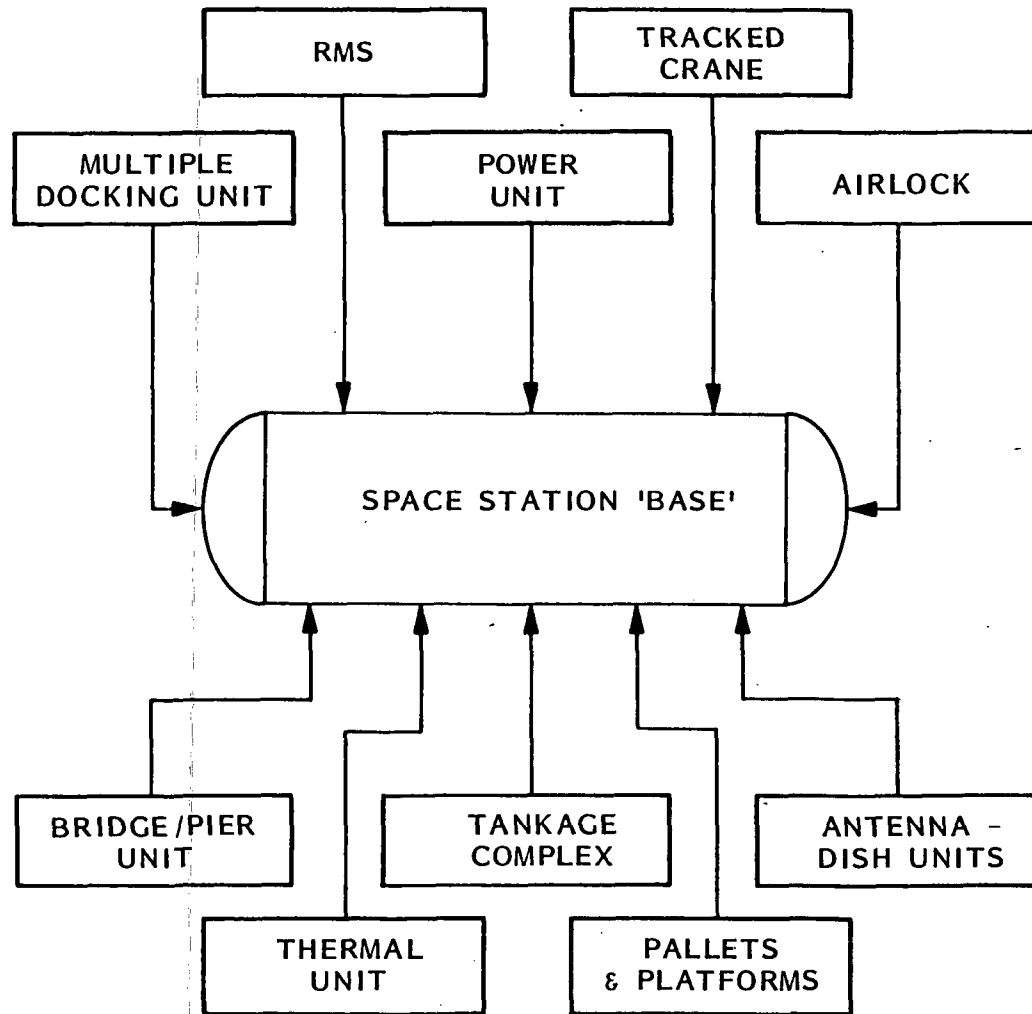 RMS
TRACKED
CRANE
MULTIPLE
DOCKING UNIT
POWER
UNIT
AIRLOCK
SPACE STATION 'BASE'
BRIDGE/PIER
UNIT
TANKAGE
COMPLEX
ANTENNA -
DISH UNITS
THERMAL
UNIT
PALLETS
& PLATFORMS